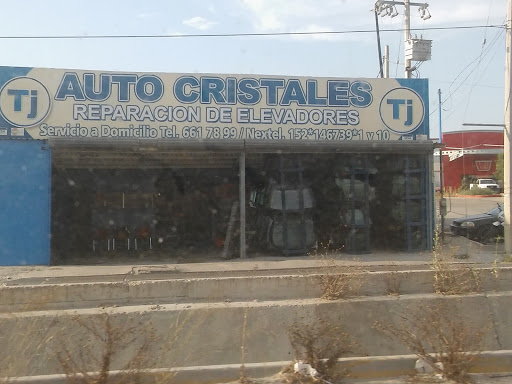 Tj
AUTO CRISTALES
REPARACION DE ELEVADORES
Servicio a Domicilio Tel. 661 78 99 / Nextel. 152*146739*1 y 10
Tj